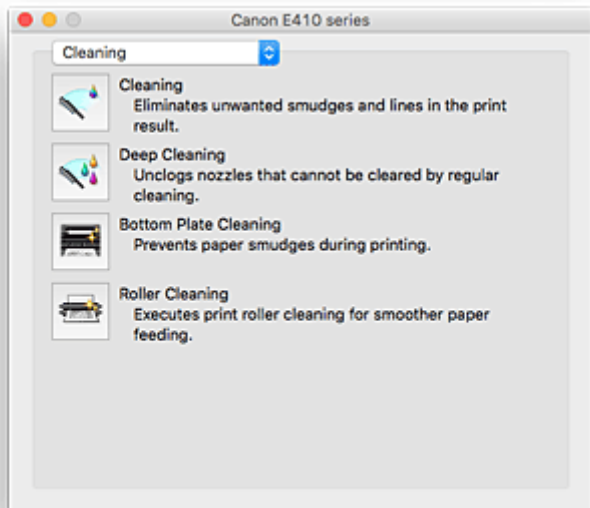 Canon E410 series
Cleaning
Cleaning
Eliminates unwanted smudges and lines in the print
result.
Deep Cleaning
Unclogs nozzles that cannot be cleared by regular
cleaning.
Bottom Plate Cleaning
Prevents paper smudges during printing.
Roller Cleaning
Executes print roller cleaning for smoother paper
feeding.